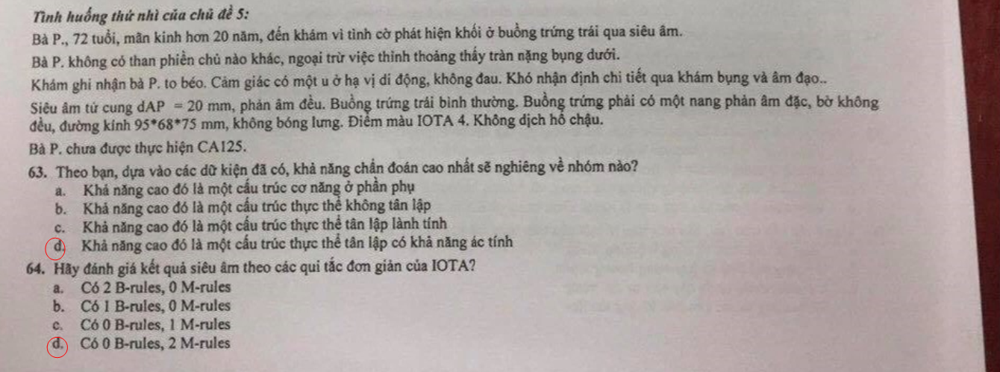 Tình huống thứ nhì của chủ đề 5:
Bà P., 72 tuổi, mãn kinh hơn 20 năm, đến khám vì tình cờ phát hiện khối ở buồng trứng trái qua siêu âm.
Bà P. không có than phiền chủ nào khác, ngoại trừ việc thỉnh thoảng thấy tràn nặng bụng dưới.
Khám ghi nhận bà P. to béo. Cảm giác có một u ở hạ vị di động, không đau. Khó nhận định chi tiết qua khám bụng và âm đạo..
Siêu âm tử cung dAP = 20 mm, phản âm đều. Buồng trứng trái bình thường. Buồng trứng phải có một nang phản âm đặc, bờ không
đều, đường kính 95*68*75 mm, không bóng lưng. Điểm màu IOTA 4. Không dịch hố chậu.
Bà P. chưa được thực hiện CA125.
63. Theo bạn, dựa vào các dữ kiện đã có, khả năng chẩn đoán cao nhất sẽ nghiêng về nhóm nào?
a. Khả năng cao đó là một cấu trúc cơ năng ở phần phụ
b. Khả năng cao đó là một cấu trúc thực thể không tân lập
c. Khả năng cao đó là một cấu trúc thực thể tân lập lành tính
d. Khả năng cao đó là một cấu trúc thực thể tân lập có khả năng ác tính
64. Hãy đánh giá kết quả siêu âm theo các qui tắc đơn giản của IOTA?
a. Có 2 B-rules, 0 M-rules
b. Có 1 B-rules, 0 M-rules
c. Có 0 B-rules, 1 M-rules
d. Có 0 B-rules, 2 M-rules